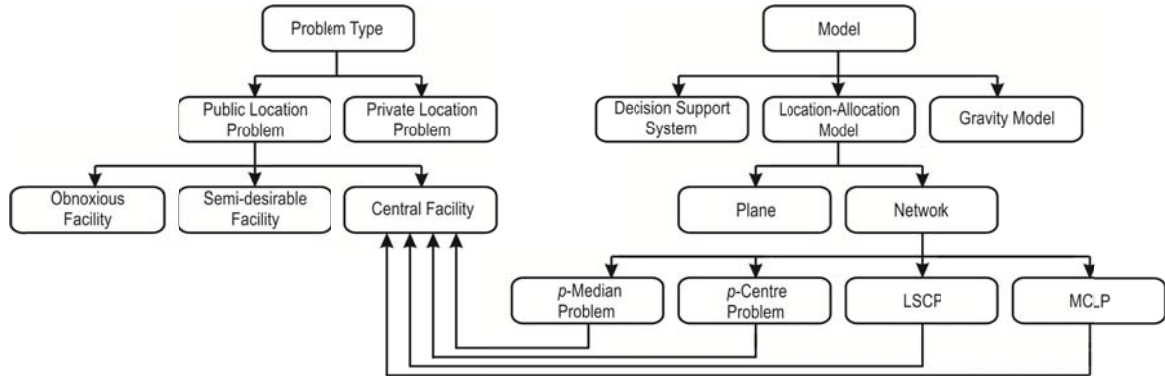 Problem Type
Model
Public Location
Problem
Private Location
Problem
Decision Support
System
Location-Allocation
Model
Gravity Model
Obnoxious
Facility
Semi-desirable
Facility
Central Facility
Plane
Network
p-Median
Problem
p-Centre
Problem
LSCP
MCLP